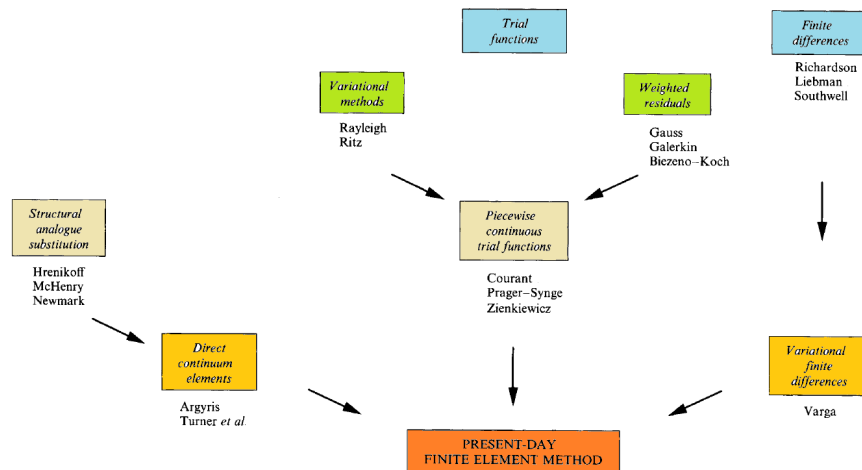 Trial
functions
Finite
differences
Richardson
Liebman
Southwell
Variational
methods
Rayleigh
Ritz
Weighted
residuals
Gauss
Galerkin
Biezeno–Koch
Structural
analogue
substitution
Hrenikoff
McHenry
Newmark
Piecewise
continuous
trial functions
Courant
Prager–Synge
Zienkiewicz
Direct
continuum
elements
Argyris
Turner et al.
Variational
finite
differences
Varga
PRESENT-DAY
FINITE ELEMENT METHOD